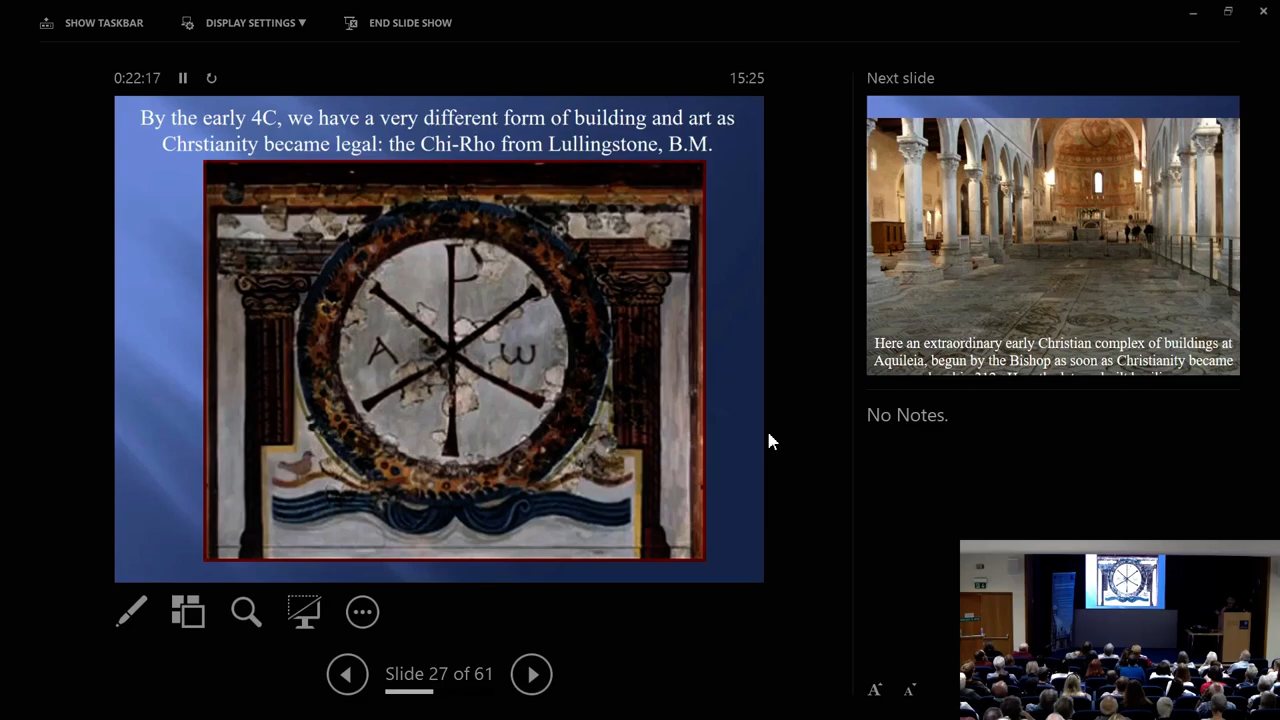 SHOW TASKBAR
DISPLAY SETTINGS ▼
END SLIDE SHOW
0:22:17
15:25
Next slide
By the early 4C, we have a very different form of building and art as
Chrstianity became legal: the Chi-Rho from Lullingstone, B.M.
P
A
ω
Here an extraordinary early Christian complex of buildings at
Aquileia, begun by the Bishop as soon as Christianity became
No Notes.
Slide 27 of 61
A
A